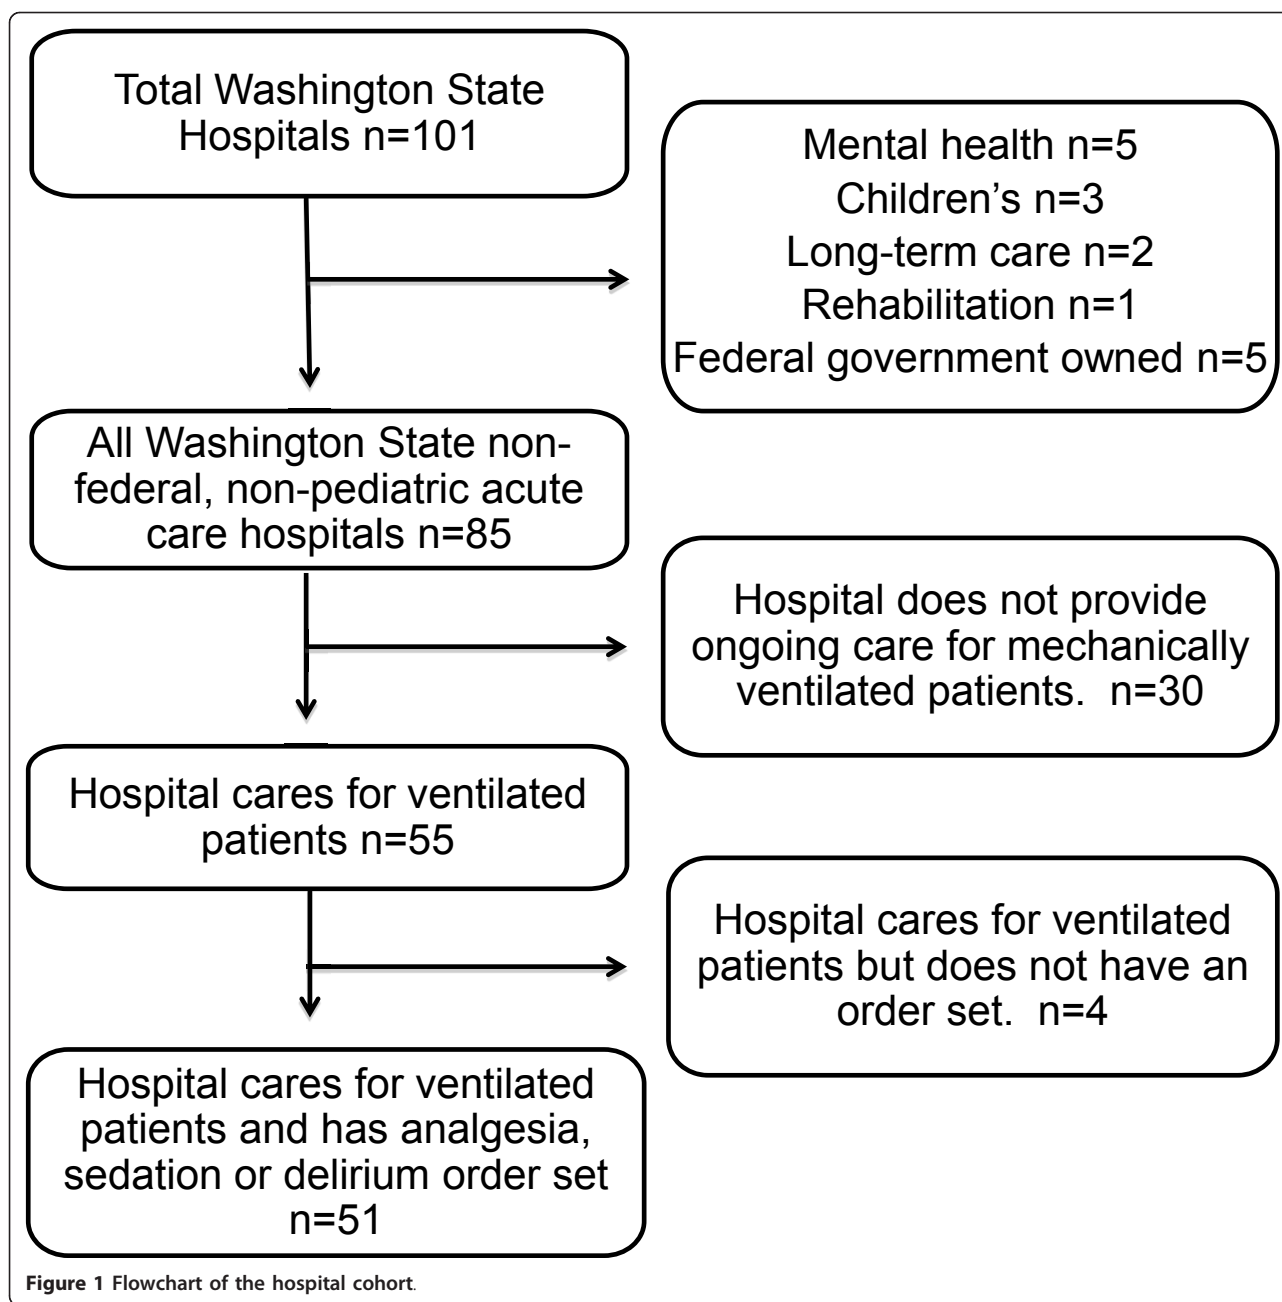 Total Washington State
Hospitals n=101
Mental health n=5
Children’s n=3
Long-term care n=2
Rehabilitation n=1
Federal government owned n=5
All Washington State non-
federal, non-pediatric acute
care hospitals n=85
Hospital does not provide
ongoing care for mechanically
ventilated patients.  n=30
Hospital cares for ventilated
patients n=55
Hospital cares for ventilated
patients but does not have an
order set.  n=4
Hospital cares for ventilated
patients and has analgesia,
sedation or delirium order set
n=51
Figure 1 Flowchart of the hospital cohort.